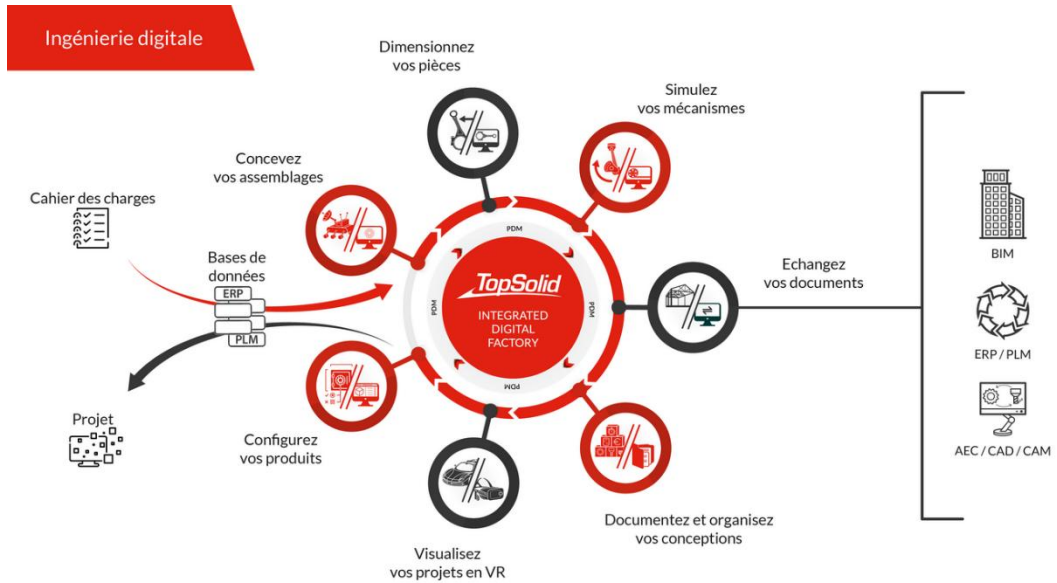 Ingénierie digitale
Dimensionnez
vos pièces
Simulez
vos mécanismes
Concevez
vos assemblages
Cahier des charges
Bases de
données
ERP
PLM
Projet
Configurez
vos produits
Visualisez
vos projets en VR
Documentez et organisez
vos conceptions
Echangez
vos documents
PDM
PDM
PDM
PDM
TopSolid
INTEGRATED
DIGITAL
FACTORY
BIM
ERP / PLM
AEC / CAD / CAM